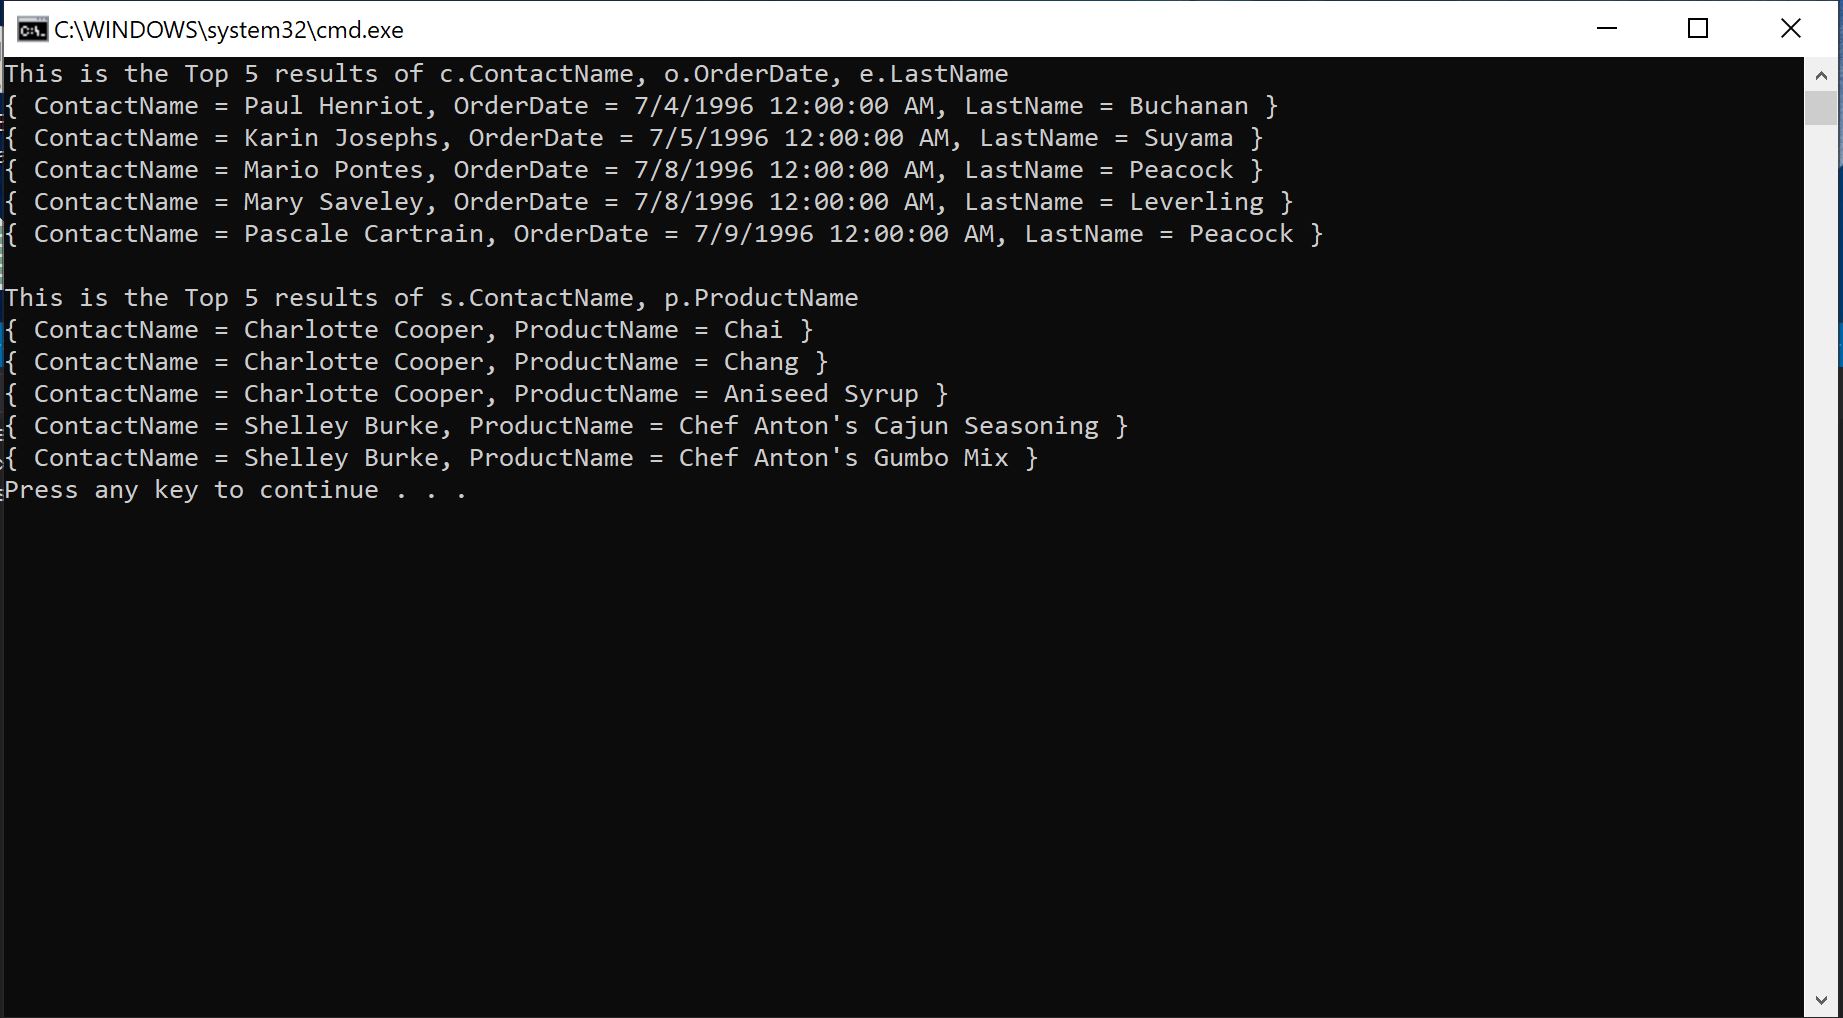 C:\WINDOWS\system32\cmd.exe
This is the Top 5 results of c.ContactName, o.OrderDate, e.LastName
{ ContactName = Paul Henriot, OrderDate = 7/4/1996 12:00:00 AM, LastName = Buchanan }
{ ContactName = Karin Josephs, OrderDate = 7/5/1996 12:00:00 AM, LastName = Suyama }
{ ContactName = Mario Pontes, OrderDate = 7/8/1996 12:00:00 AM, LastName = Peacock }
{ ContactName = Mary Saveley, OrderDate = 7/8/1996 12:00:00 AM, LastName = Leverling }
{ ContactName = Pascale Cartrain, OrderDate = 7/9/1996 12:00:00 AM, LastName = Peacock }

This is the Top 5 results of s.ContactName, p.ProductName
{ ContactName = Charlotte Cooper, ProductName = Chai }
{ ContactName = Charlotte Cooper, ProductName = Chang }
{ ContactName = Charlotte Cooper, ProductName = Aniseed Syrup }
{ ContactName = Shelley Burke, ProductName = Chef Anton's Cajun Seasoning }
{ ContactName = Shelley Burke, ProductName = Chef Anton's Gumbo Mix }
Press any key to continue . . .